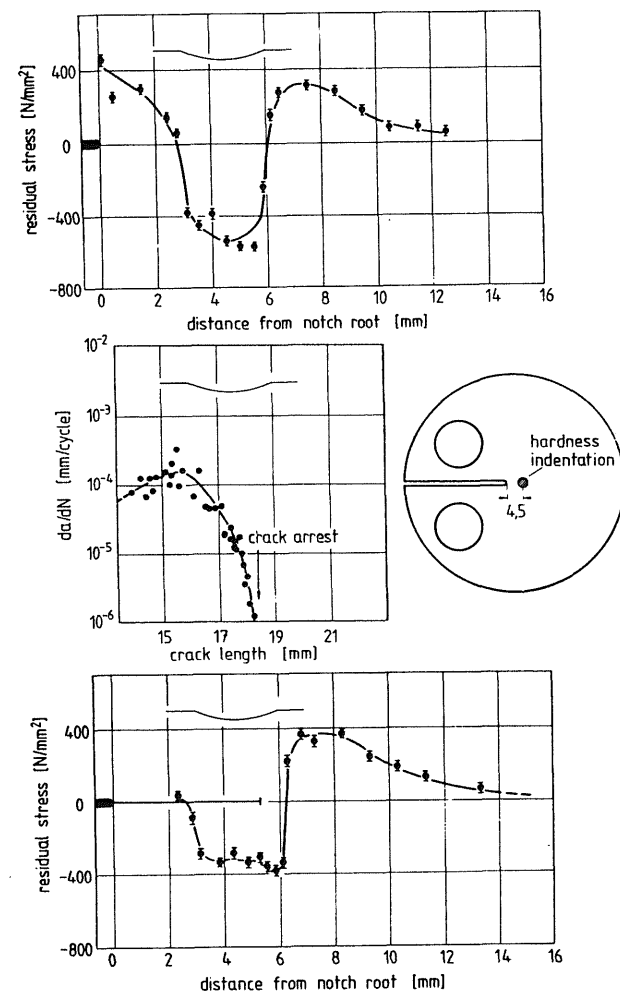 residual stress [N/mm²]
400
0
-400
-800
0 2 4 6 8 10 12 14 16
distance from notch root [mm]
da/dN [mm/cycle]
10⁻²
10⁻³
10⁻⁴
10⁻⁵
10⁻⁶
crack arrest
15 17 19 21
crack length [mm]
hardness
indentation
4,5
residual stress [N/mm²]
400
0
-400
-800
0 2 4 6 8 10 12 14 16
distance from notch root [mm]